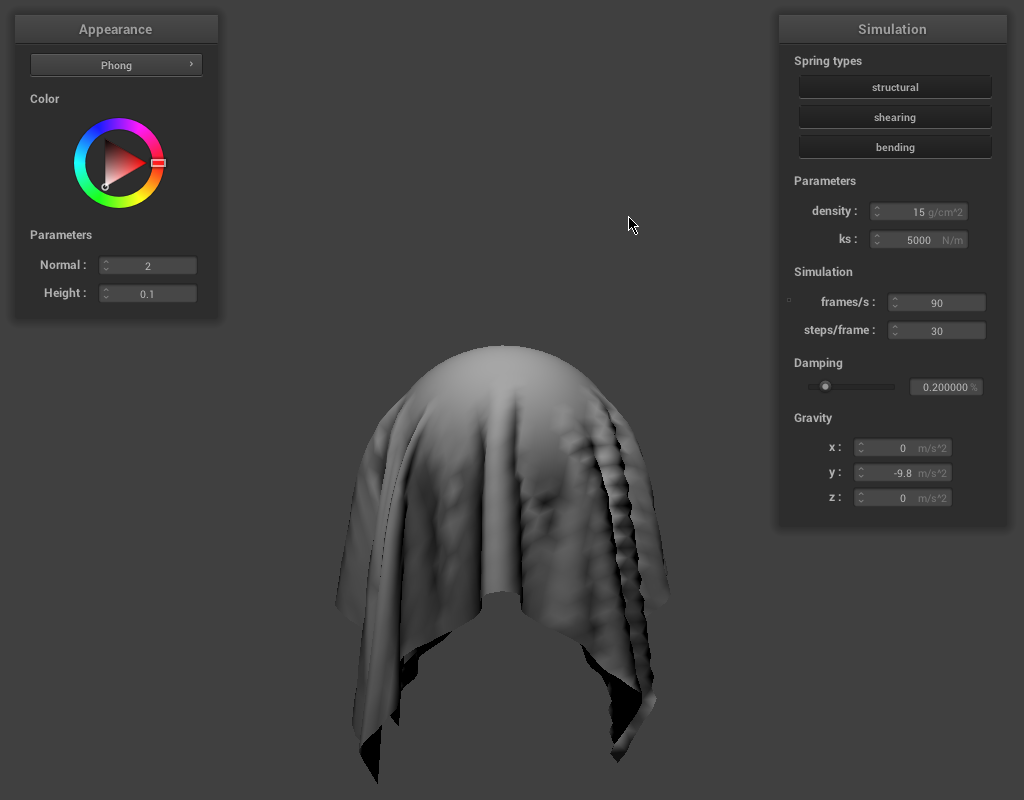 Appearance
Phong
Color
Parameters
Normal : 2
Height : 0.1
Simulation
Spring types
structural
shearing
bending
Parameters
density : 15 g/cm^2
ks : 5000 N/m
Simulation
frames/s : 90
steps/frame : 30
Damping
0.200000 %
Gravity
x : 0 m/s^2
y : -9.8 m/s^2
z : 0 m/s^2